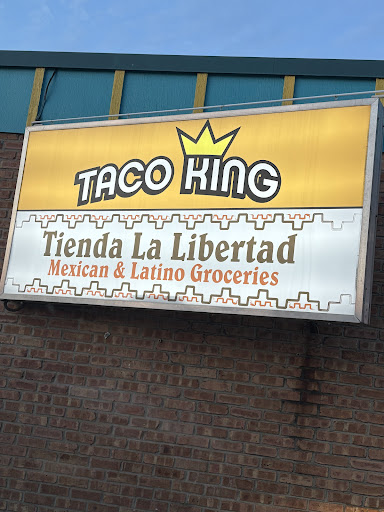 TACO KING
Tienda La Libertad
Mexican & Latino Groceries